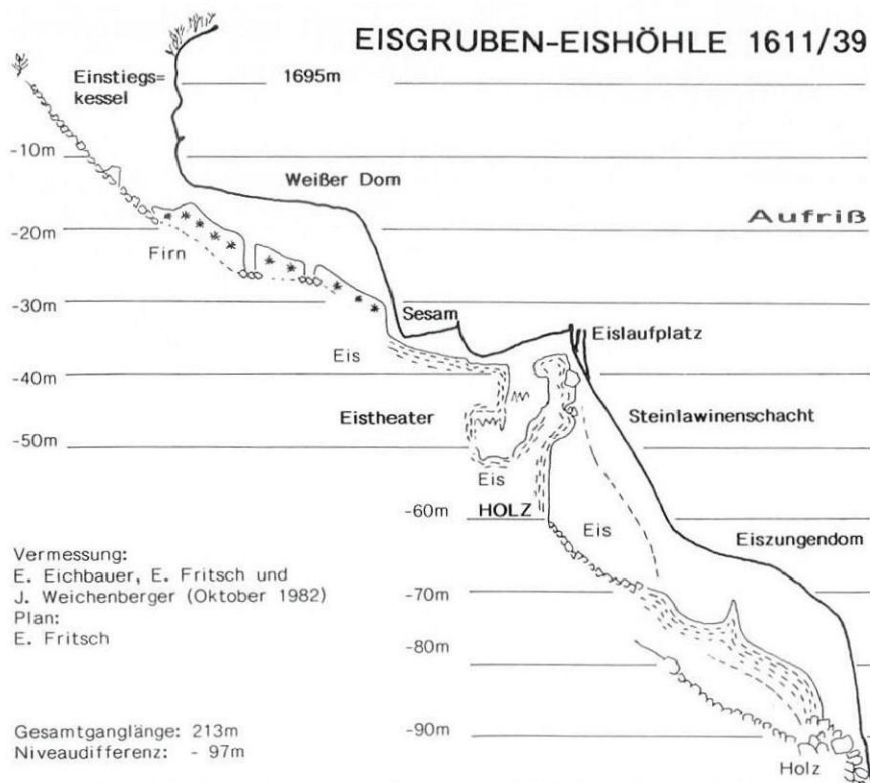 EISGRUBEN-EISHÖHLE 1611/39
Einstiegs=
kessel
1695m
-10m
Weißer Dom
Aufriß
-20m
Firn
-30m
Sesam
Eislaufplatz
Eis
-40m
Eistheater
Steinlawinenschacht
-50m
Eis
-60m
HOLZ
Eis
Eiszungendom
Vermessung:
E. Eichbauer, E. Fritsch und
J. Weichenberger (Oktober 1982)
Plan:
E. Fritsch
-70m
-80m
Gesamtganglänge: 213m
Niveaudifferenz: - 97m
-90m
Holz